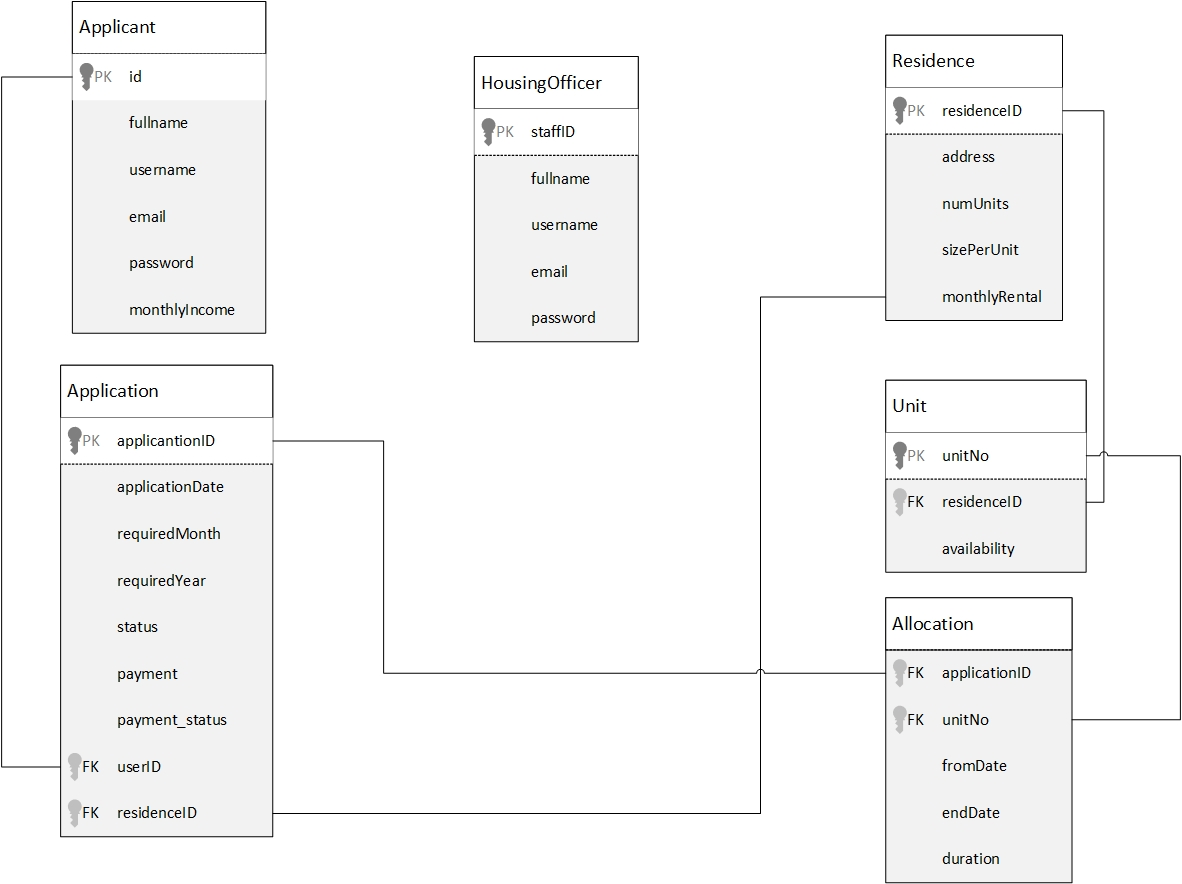 Applicant
PK id
fullname
username
email
password
monthlyIncome
HousingOfficer
PK staffID
fullname
username
email
password
Residence
PK residenceID
address
numUnits
sizePerUnit
monthlyRental
Application
PK applicantionID
applicationDate
requiredMonth
requiredYear
status
payment
payment_status
FK userID
FK residenceID
Unit
PK unitNo
FK residenceID
availability
Allocation
FK applicationID
FK unitNo
fromDate
endDate
duration